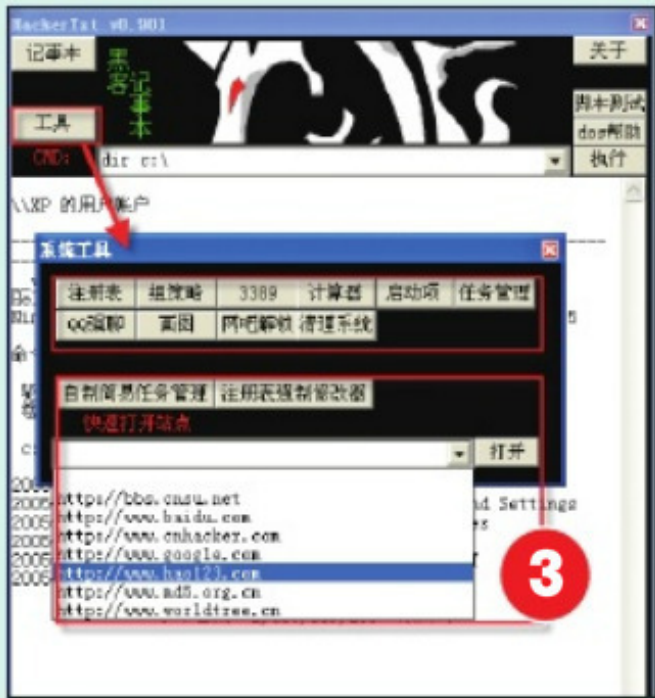 HackerTxt v0.901
记事本
黑客记事本
关于
工具
脚本测试
dos帮助
CMD:
dir c:\
执行
\\XP 的用户帐户
系统工具
注册表 组策略 3389 计算器 启动项 任务管理
QQ强聊 画图 网吧解锁 清理系统
自制简易任务管理 注册表强制修改器
快速打开站点
打开
http://bbs.cnsu.net
http://www.baidu.com
http://www.cnhacker.com
http://www.google.com
http://www.hao123.com
http://www.md5.org.cn
http://www.worldtree.cn
nd Settings
3